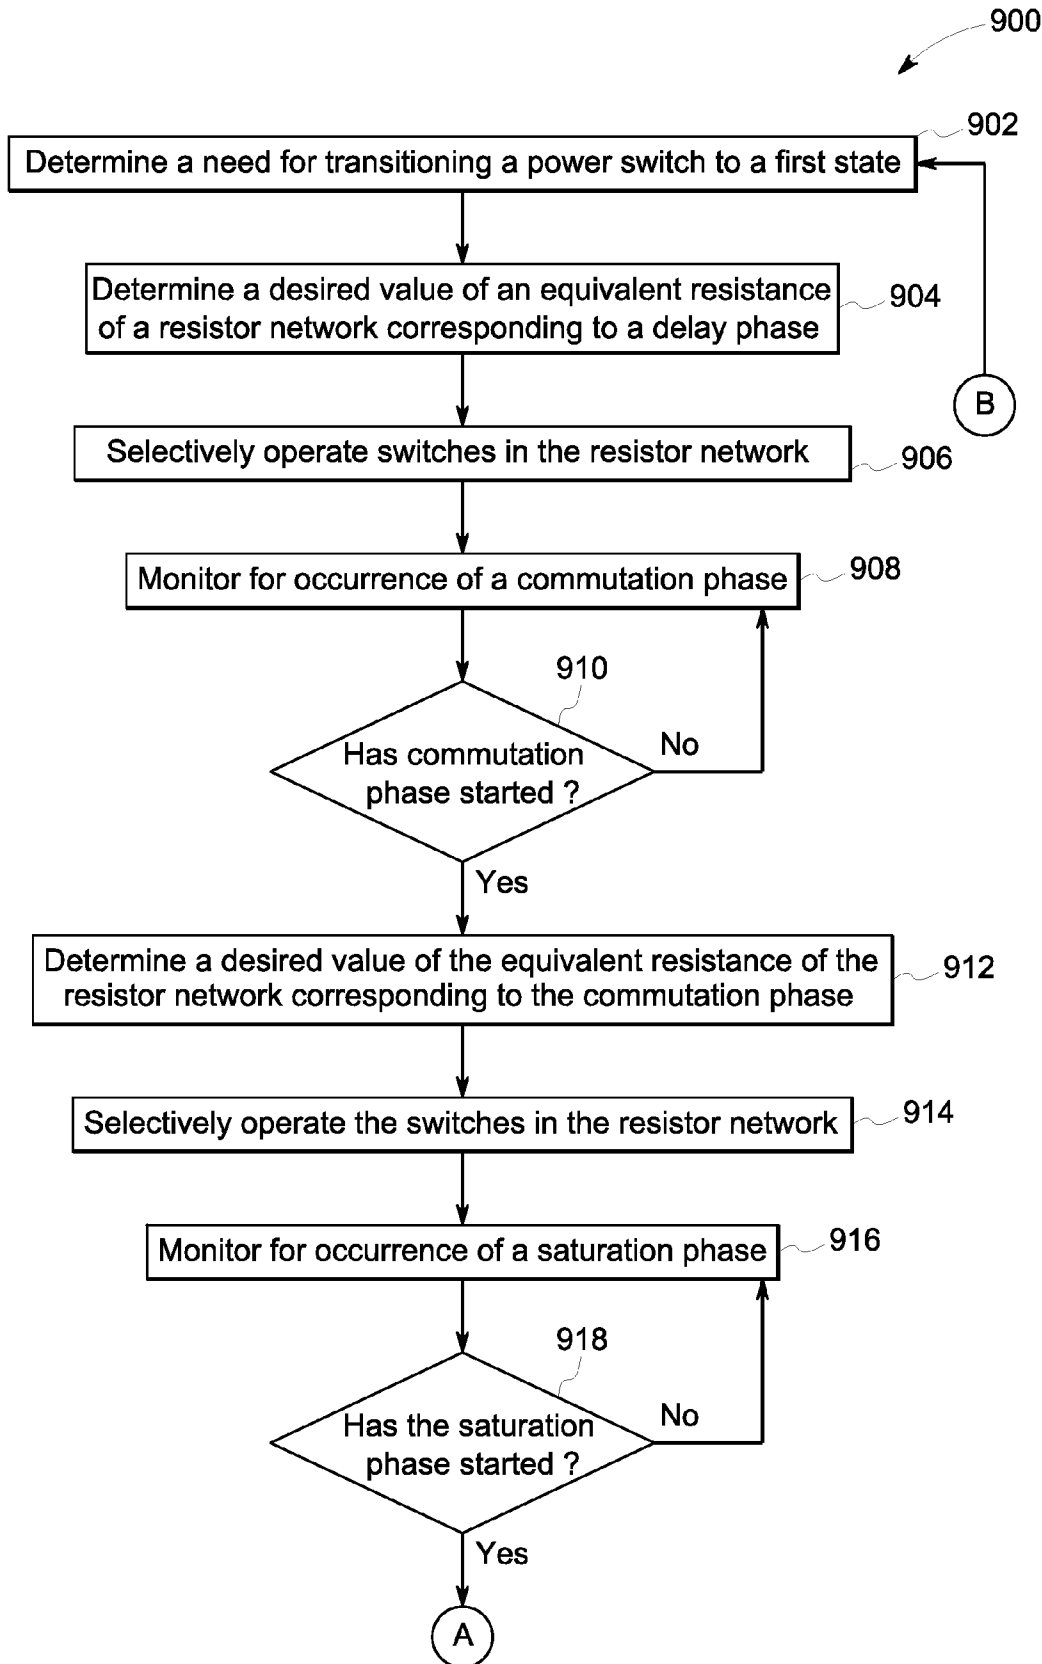 900
902
Determine a need for transitioning a power switch to a first state
Determine a desired value of an equivalent resistance
of a resistor network corresponding to a delay phase
904
B
Selectively operate switches in the resistor network
906
Monitor for occurrence of a commutation phase
908
910
Has commutation
phase started ?
No
Yes
Determine a desired value of the equivalent resistance of the
resistor network corresponding to the commutation phase
912
Selectively operate the switches in the resistor network
914
Monitor for occurrence of a saturation phase
916
918
Has the saturation
phase started ?
No
Yes
A